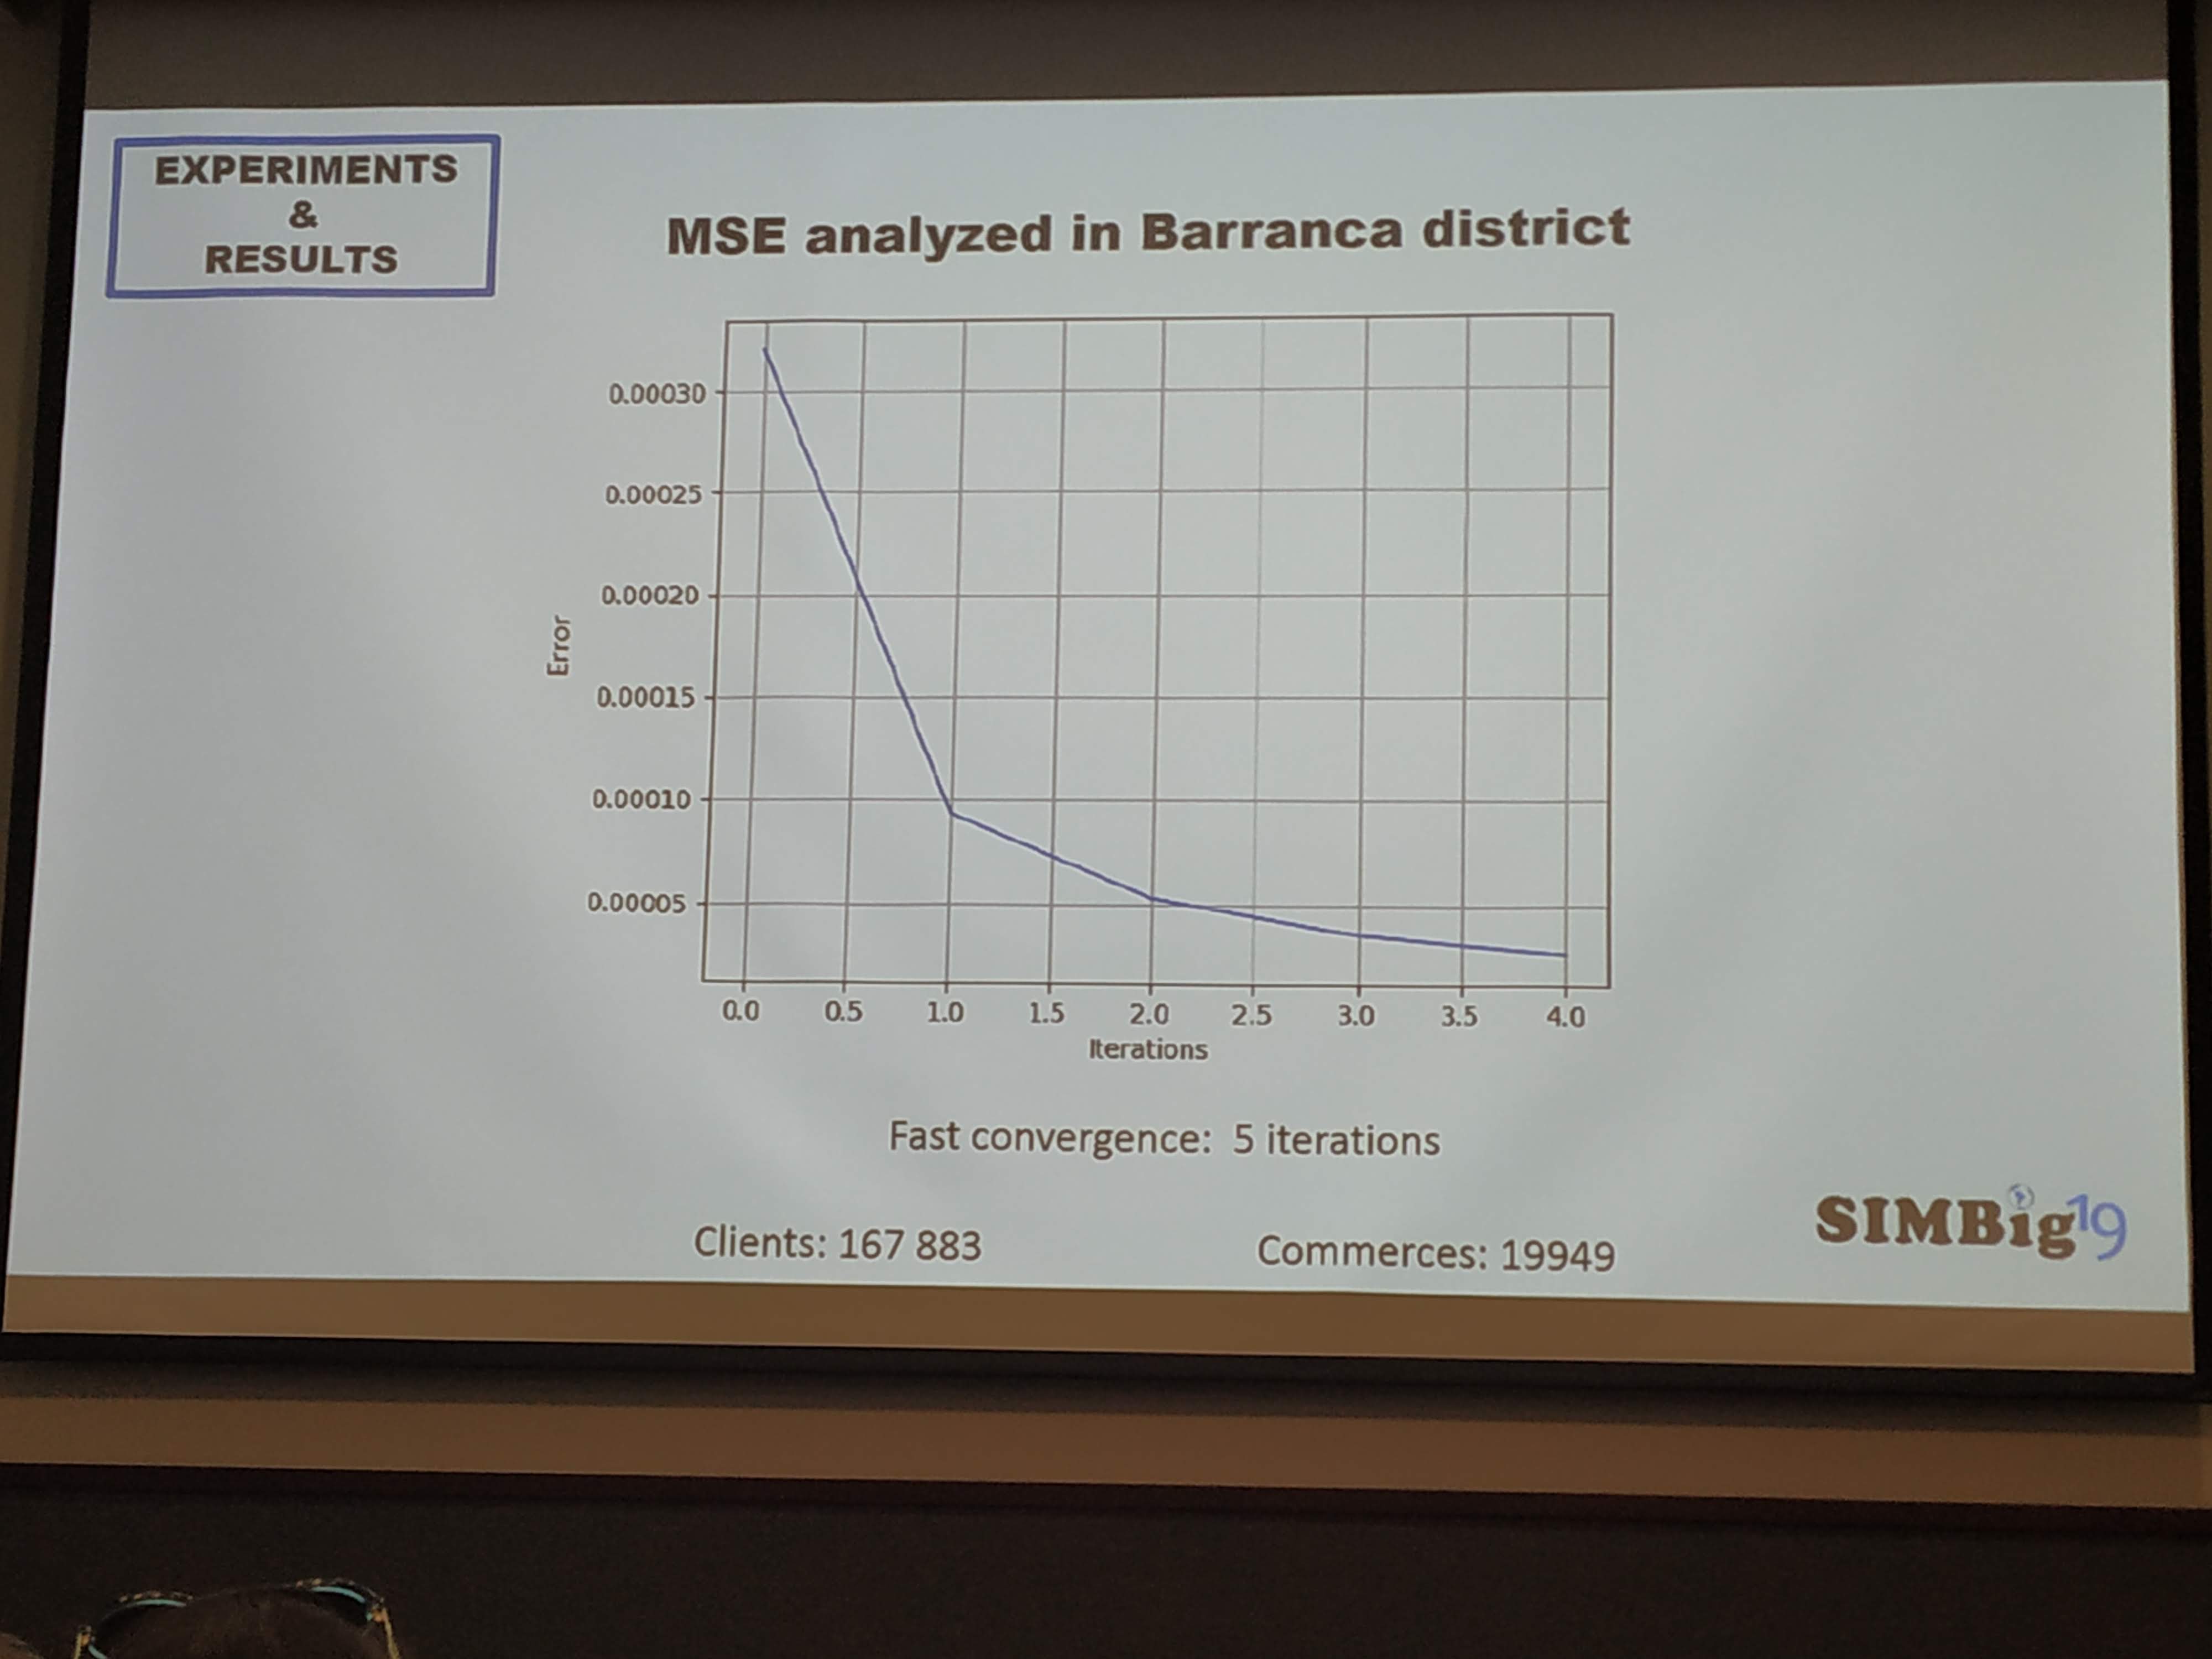 EXPERIMENTS
&
RESULTS
MSE analyzed in Barranca district
0.00030
0.00025
0.00020
0.00015
0.00010
0.00005
Error
0.0 0.5 1.0 1.5 2.0 2.5 3.0 3.5 4.0
Iterations
Fast convergence: 5 iterations
Clients: 167 883 Commerces: 19949
SIMBig19